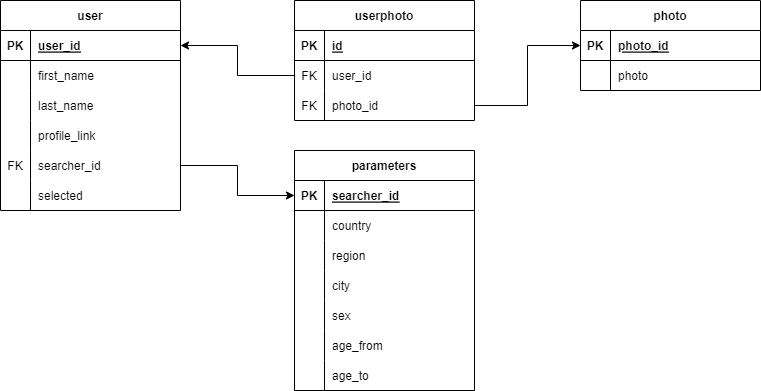 user
PK user_id
first_name
last_name
profile_link
FK searcher_id
selected
userphoto
PK id
FK user_id
FK photo_id
photo
PK photo_id
photo
parameters
PK searcher_id
country
region
city
sex
age_from
age_to